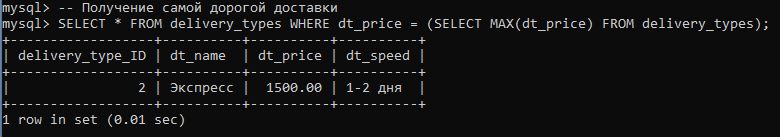 mysql> -- Получение самой дорогой доставки
mysql> SELECT * FROM delivery_types WHERE dt_price = (SELECT MAX(dt_price) FROM delivery_types);
+------------------+----------+----------+----------+
| delivery_type_ID | dt_name  | dt_price | dt_speed |
+------------------+----------+----------+----------+
|                2 | Экспресс |  1500.00 | 1-2 дня  |
+------------------+----------+----------+----------+
1 row in set (0.01 sec)